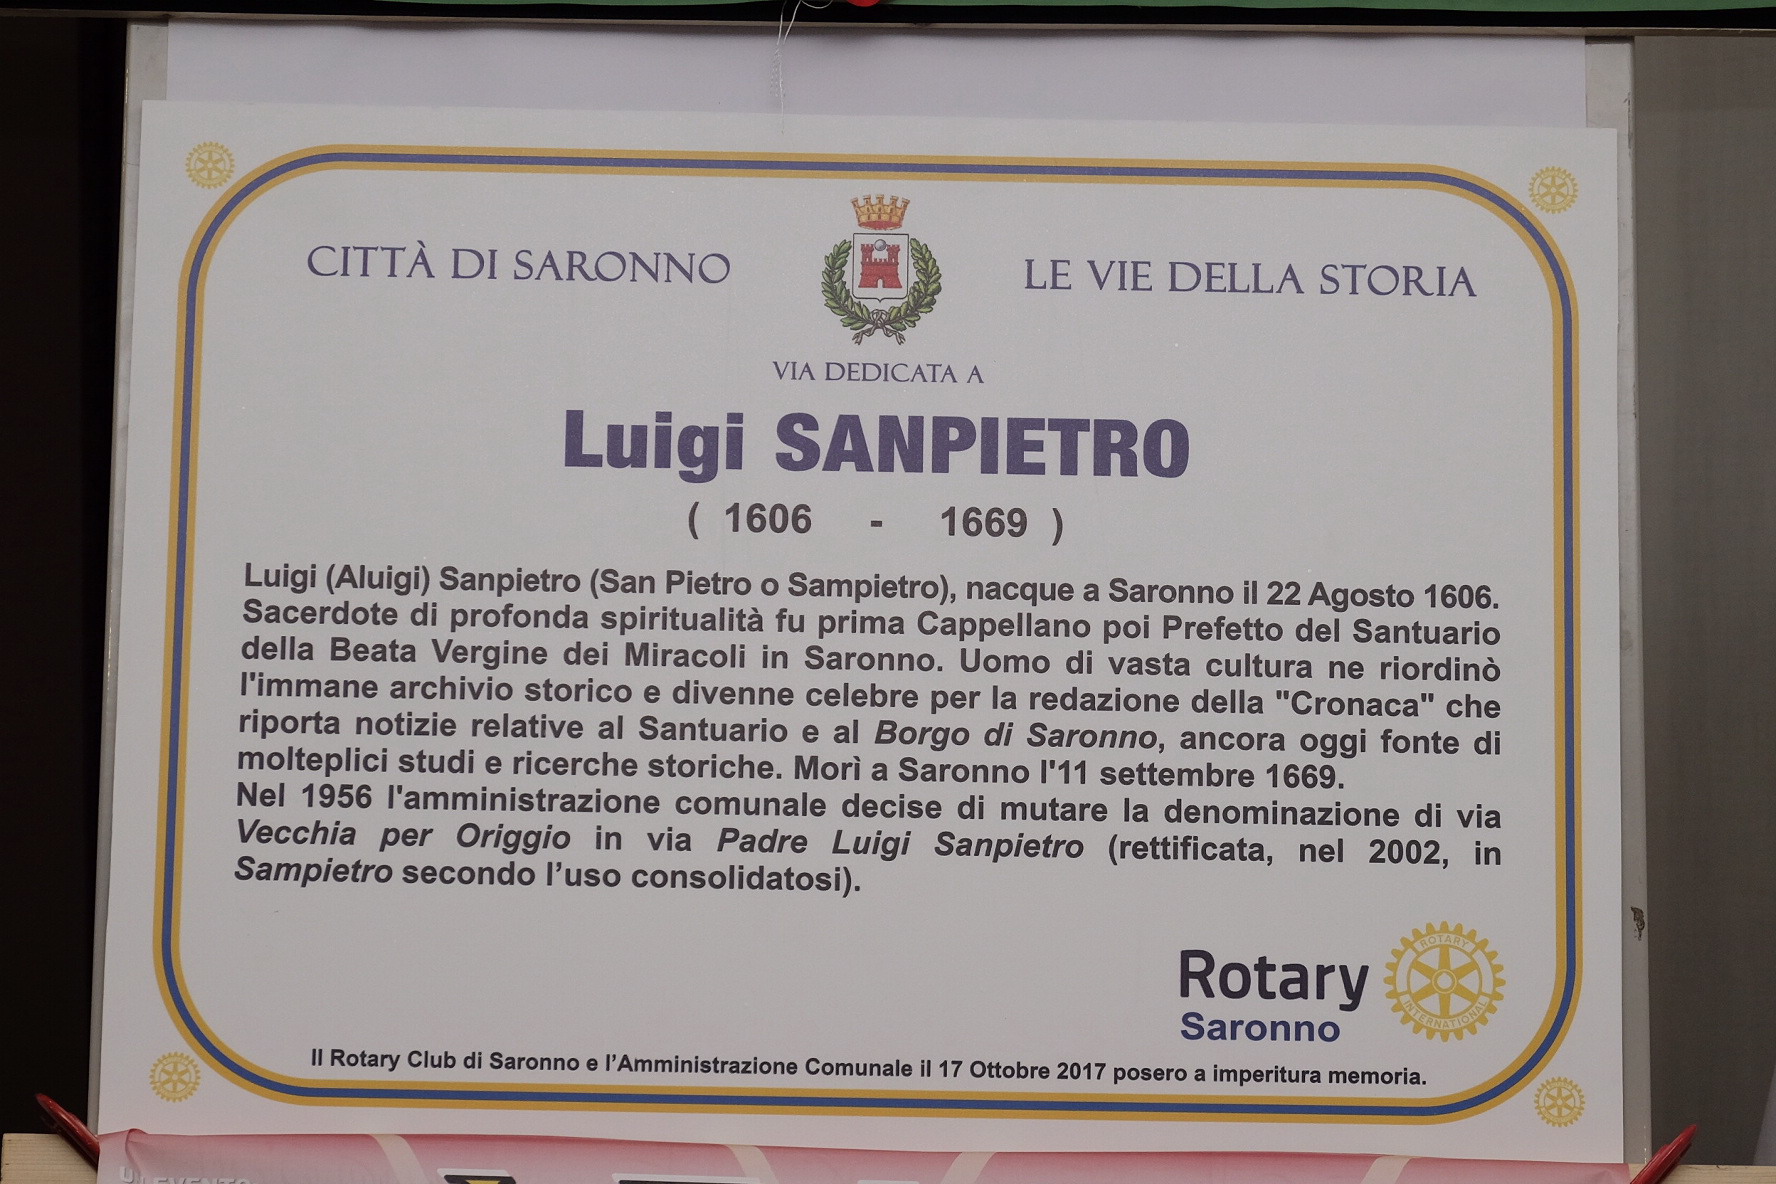 CITTÀ DI SARONNO
LE VIE DELLA STORIA
VIA DEDICATA A
Luigi SANPIETRO
( 1606 - 1669 )
Luigi (Aluigi) Sanpietro (San Pietro o Sampietro), nacque a Saronno il 22 Agosto 1606.
Sacerdote di profonda spiritualità fu prima Cappellano poi Prefetto del Santuario
della Beata Vergine dei Miracoli in Saronno. Uomo di vasta cultura ne riordinò
l'immane archivio storico e divenne celebre per la redazione della "Cronaca" che
riporta notizie relative al Santuario e al Borgo di Saronno, ancora oggi fonte di
molteplici studi e ricerche storiche. Morì a Saronno l'11 settembre 1669.
Nel 1956 l'amministrazione comunale decise di mutare la denominazione di via
Vecchia per Origgio in via Padre Luigi Sanpietro (rettificata, nel 2002, in
Sampietro secondo l’uso consolidatosi).
Rotary
Saronno
ROTARY
INTERNATIONAL
Il Rotary Club di Saronno e l’Amministrazione Comunale il 17 Ottobre 2017 posero a imperitura memoria.